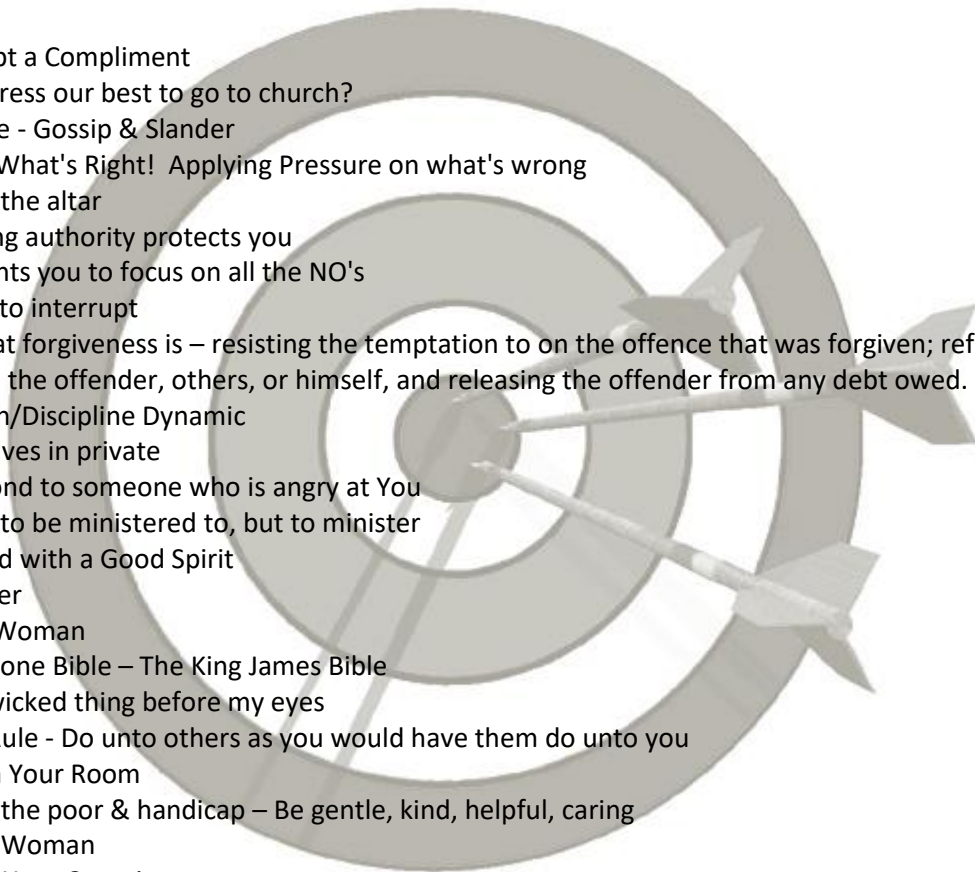 pt a Compliment
ress our best to go to church?
e - Gossip & Slander
What's Right!  Applying Pressure on what's wrong
the altar
ng authority protects you
nts you to focus on all the NO's
to interrupt
at forgiveness is – resisting the temptation to on the offence that was forgiven; ref
the offender, others, or himself, and releasing the offender from any debt owed.
n/Discipline Dynamic
ves in private
ond to someone who is angry at You
to be ministered to, but to minister
d with a Good Spirit
er
Woman
one Bible – The King James Bible
wicked thing before my eyes
ule - Do unto others as you would have them do unto you
n Your Room
the poor & handicap – Be gentle, kind, helpful, caring
Woman